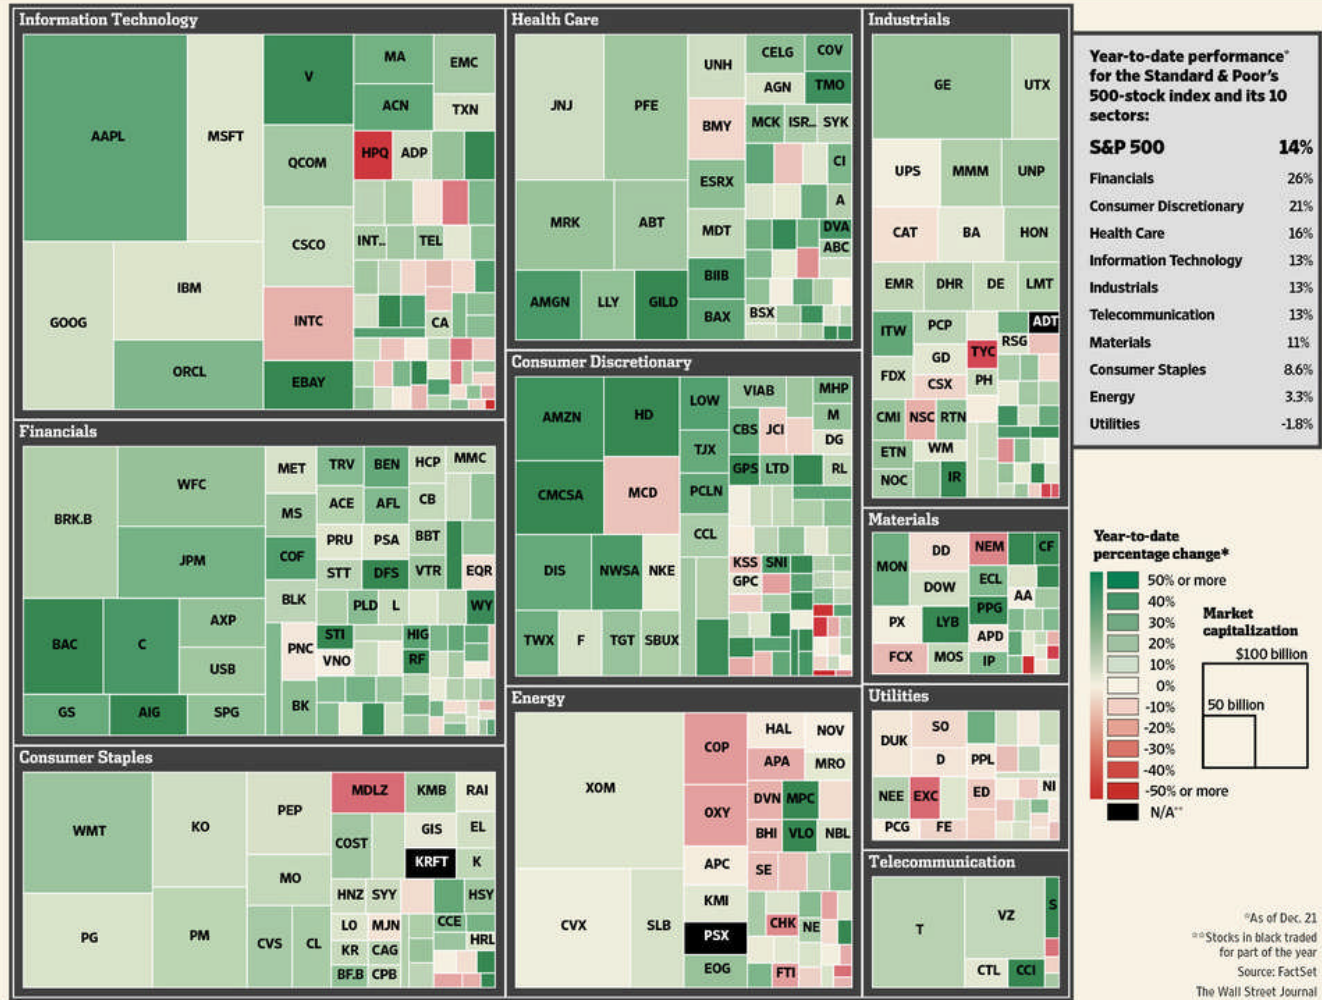 Information Technology
AAPL
MSFT
V
MA
EMC
ACN
TXN
QCOM
HPQ
ADP
CSCO
INT..
TEL
GOOG
IBM
INTC
CA
ORCL
EBAY
Financials
BRK.B
WFC
MET
TRV
BEN
HCP
MMC
MS
ACE
AFL
CB
JPM
COF
PRU
PSA
BBT
STT
DFS
VTR
EQR
BLK
PLD
L
WY
BAC
C
AXP
PNC
STI
HIG
VNO
RF
USB
GS
AIG
SPG
BK
Consumer Staples
WMT
KO
PEP
MDLZ
KMB
RAI
COST
GIS
EL
KRFT
K
MO
HNZ
SYY
HSY
PG
PM
CVS
CL
LO
MJN
CCE
KR
CAG
HRL
BF.B
CPB
Health Care
JNJ
PFE
UNH
CELG
COV
AGN
TMO
BMY
MCK
ISR..
SYK
CI
ESRX
A
MRK
ABT
MDT
DVA
ABC
BIIB
AMGN
LLY
GILD
BAX
BSX
Consumer Discretionary
AMZN
HD
LOW
VIAB
MHP
CBS
JCI
M
DG
TJX
GPS
LTD
RL
CMCSA
MCD
PCLN
CCL
DIS
NWSA
NKE
KSS
SNI
GPC
TWX
F
TGT
SBUX
Energy
XOM
COP
HAL
NOV
APA
MRO
OXY
DVN
MPC
BHI
VLO
NBL
CVX
SLB
APC
SE
KMI
CHK
NE
PSX
EOG
FTI
Industrials
GE
UTX
UPS
MMM
UNP
CAT
BA
HON
EMR
DHR
DE
LMT
ITW
PCP
ADT
RSG
GD
TYC
FDX
CSX
PH
CMI
NSC
RTN
ETN
WM
NOC
IR
Materials
MON
DD
NEM
CF
DOW
ECL
AA
PX
LYB
PPG
APD
FCX
MOS
IP
Utilities
DUK
SO
D
PPL
NEE
EXC
ED
NI
PCG
FE
Telecommunication
T
VZ
S
CTL
CCI
Year-to-date performance*
for the Standard & Poor's
500-stock index and its 10
sectors:
S&P 500 14%
Financials 26%
Consumer Discretionary 21%
Health Care 16%
Information Technology 13%
Industrials 13%
Telecommunication 13%
Materials 11%
Consumer Staples 8.6%
Energy 3.3%
Utilities -1.8%
Year-to-date
percentage change*
50% or more
40%
30%
20%
10%
0%
-10%
-20%
-30%
-40%
-50% or more
N/A**
Market
capitalization
$100 billion
50 billion
*As of Dec. 21
**Stocks in black traded
for part of the year
Source: FactSet
The Wall Street Journal